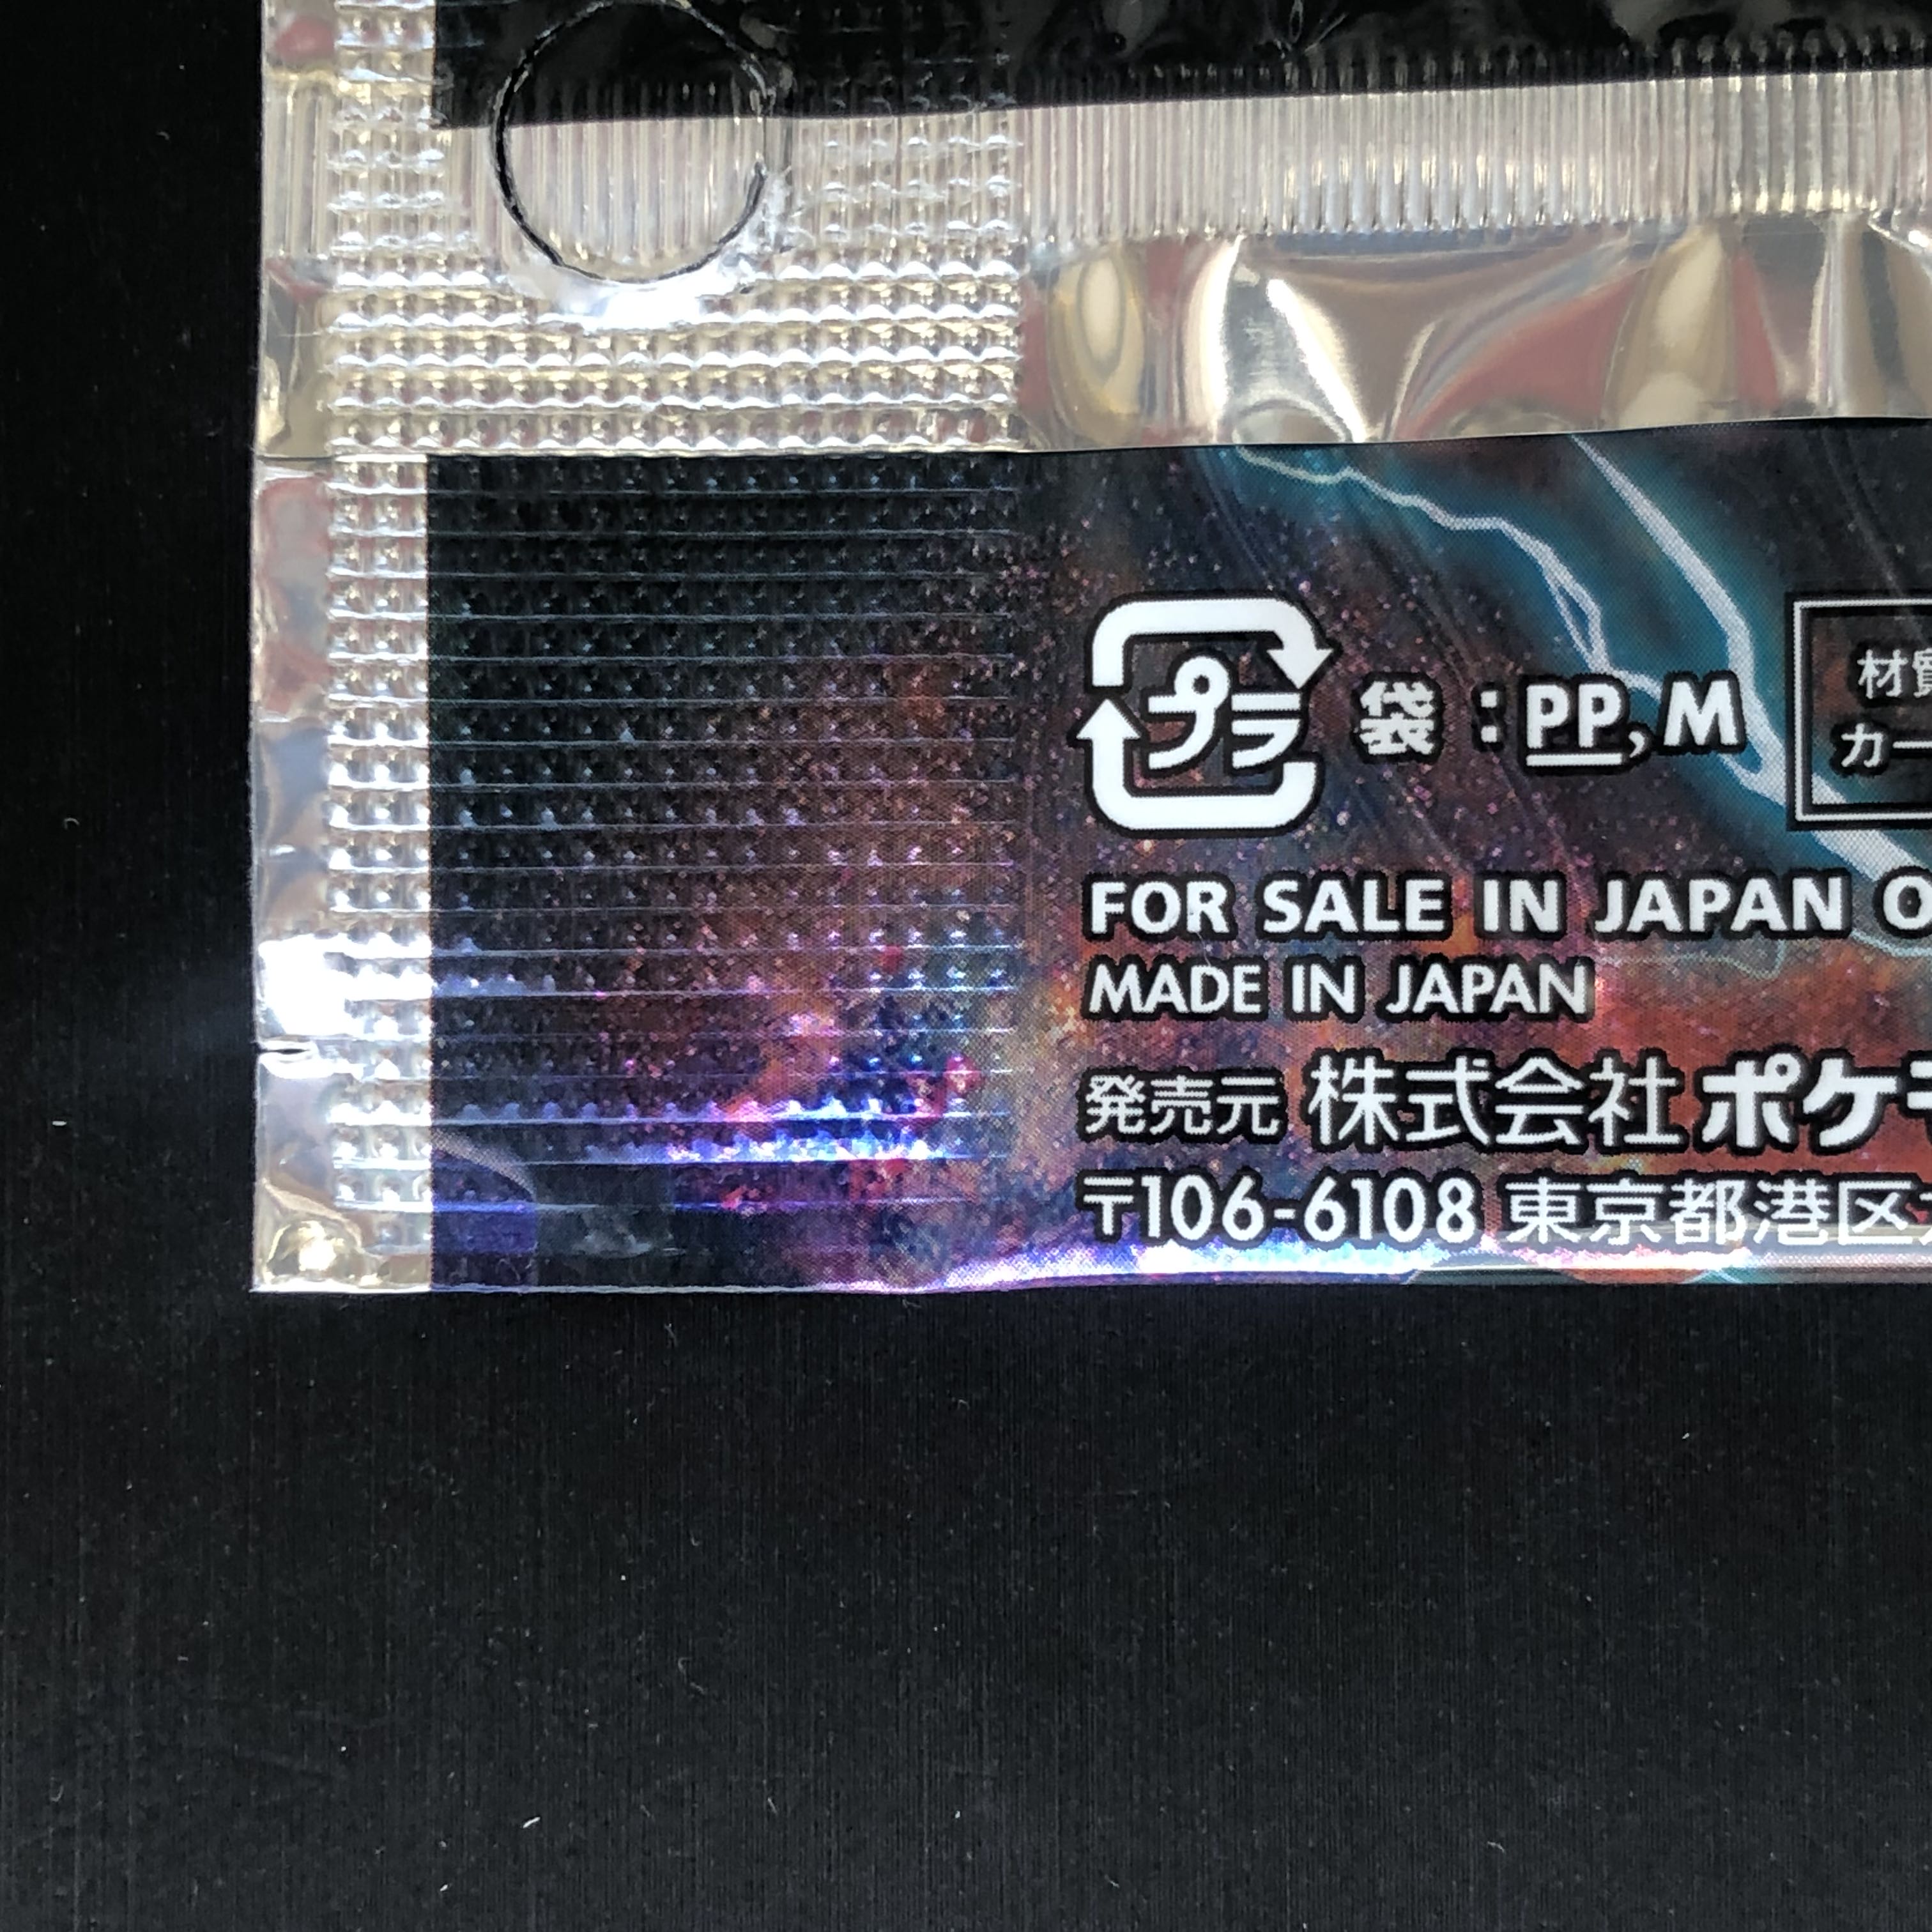 プラ 袋：PP, M 材質
カー
FOR SALE IN JAPAN O
MADE IN JAPAN
発売元 株式会社ポケモ
〒106-6108 東京都港区